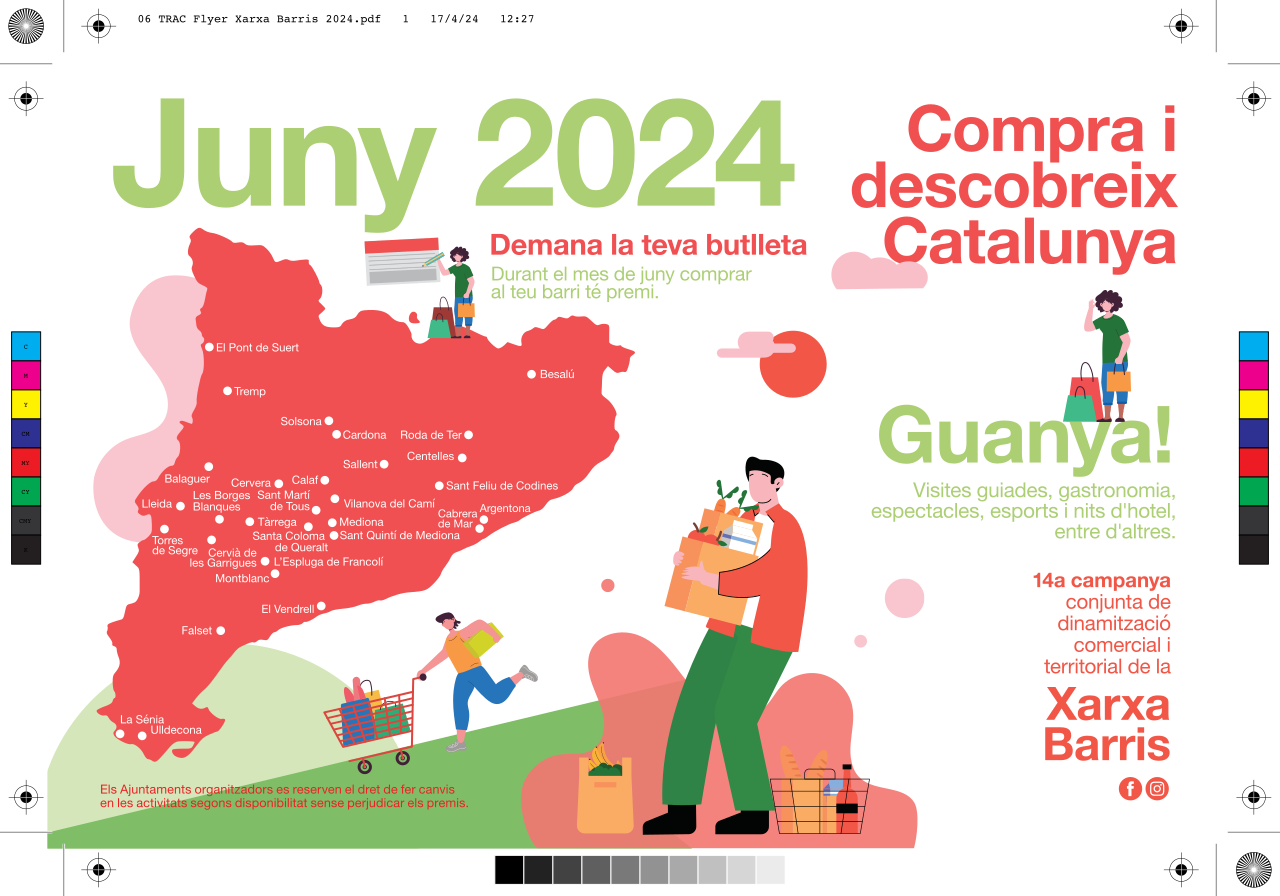 06 TRAC Flyer Xarxa Barris 2024.pdf 1 17/4/24 12:27
Juny 2024
Compra i
descobreix
Catalunya
Demana la teva butlleta
Durant el mes de juny comprar
al teu barri té premi.
El Pont de Suert
Besalú
Tremp
Solsona
Cardona
Roda de Ter
Centelles
Sallent
Balaguer
Cervera
Calaf
Sant Feliu de Codines
Lleida
Les Borges
Blanques
Sant Martí
de Tous
Vilanova del Camí
Cabrera
de Mar
Argentona
Tàrrega
Mediona
Torres
de Segre
Santa Coloma
de Queralt
Sant Quintí de Mediona
Cervià de
les Garrigues
L'Espluga de Francolí
Montblanc
El Vendrell
Falset
La Sénia
Ulldecona
Guanya!
Visites guiades, gastronomia,
espectacles, esports i nits d'hotel,
entre d'altres.
14a campanya
conjunta de
dinamització
comercial i
territorial de la
Xarxa
Barris
Els Ajuntaments organitzadors es reserven el dret de fer canvis
en les activitats segons disponibilitat sense perjudicar els premis.
C
M
Y
CM
MY
CY
CMY